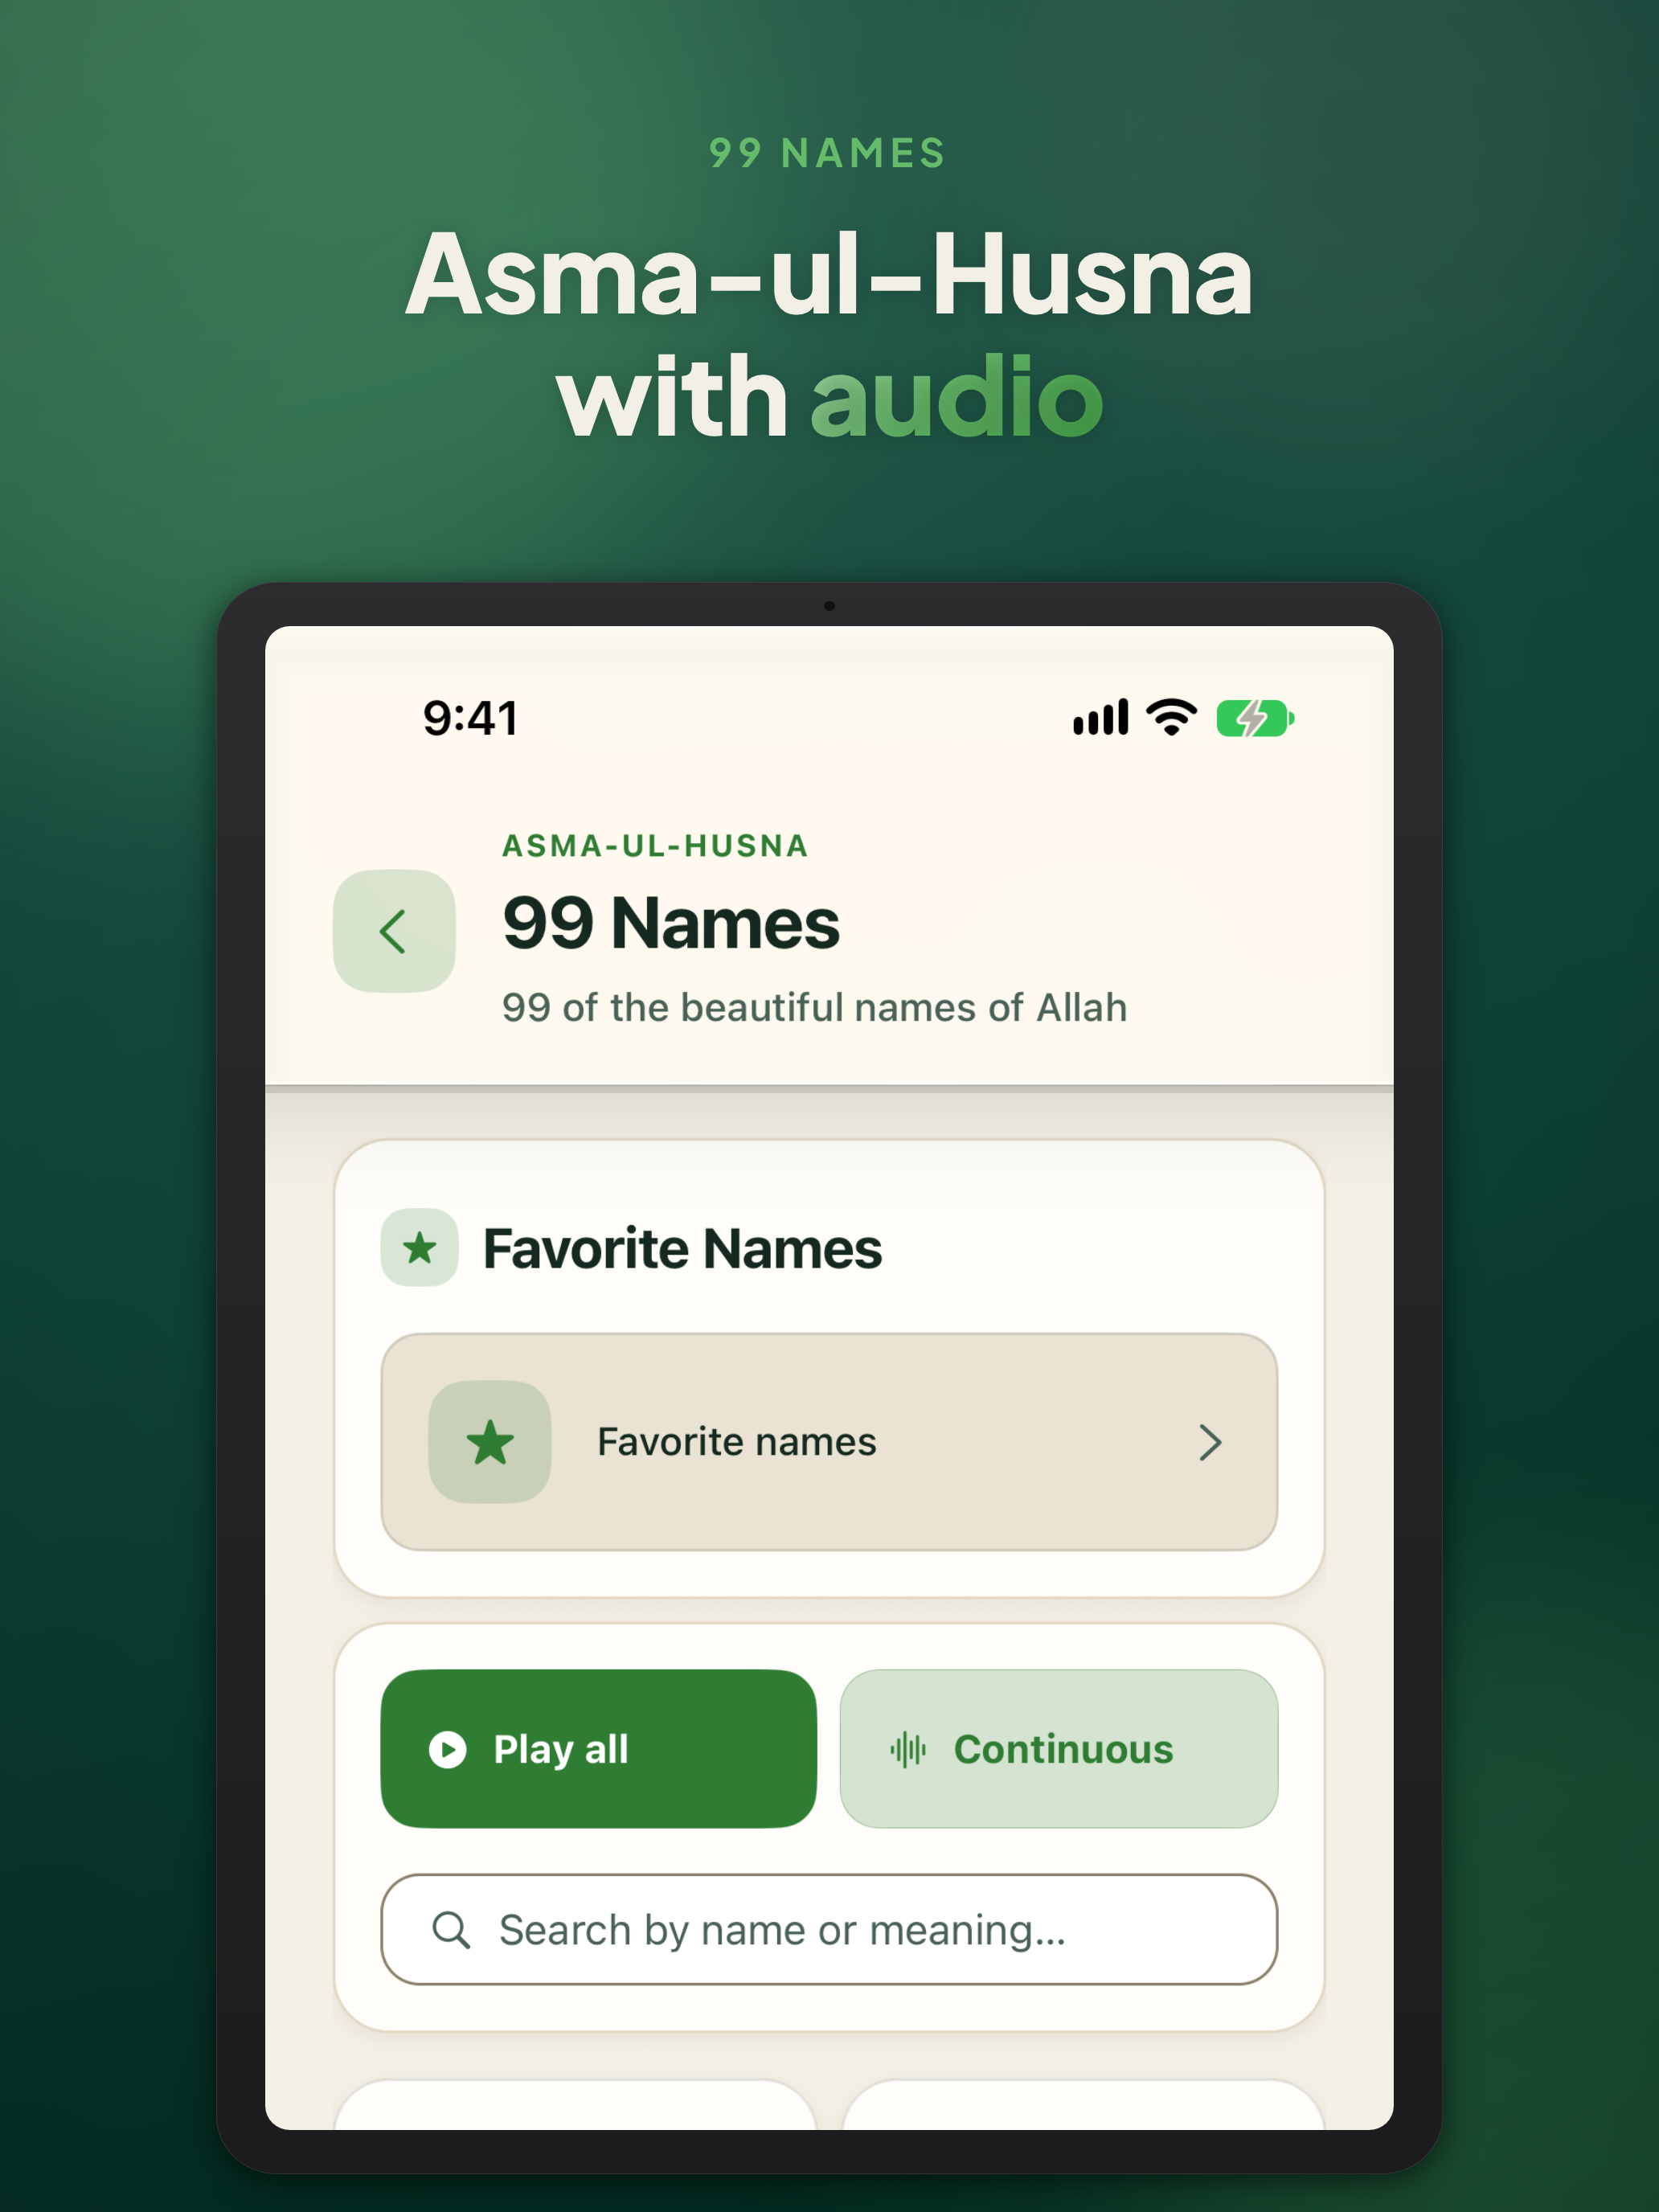 99 NAMES
Asma-ul-Husna
with audio
9:41
ASMA-UL-HUSNA
99 Names
99 of the beautiful names of Allah
Favorite Names
Favorite names
Play all
Continuous
Search by name or meaning...